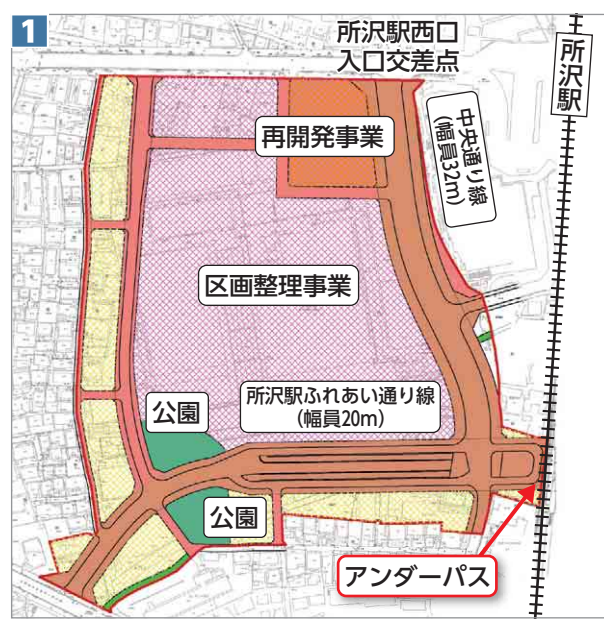 1
所沢駅西口
入口交差点
所沢駅
中央通り線
(幅員32m)
再開発事業
区画整理事業
所沢駅ふれあい通り線
(幅員20m)
公園
公園
アンダーパス